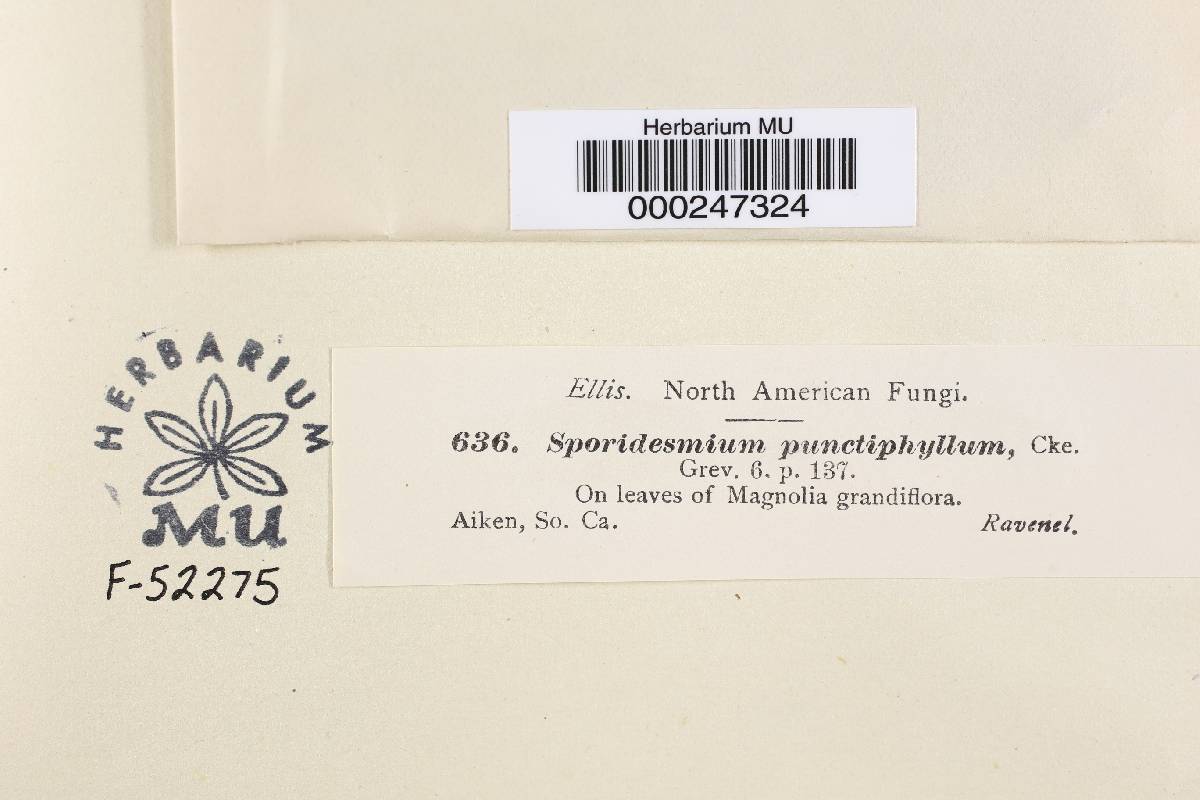 Herbarium MU
000247324
HERBARIUM
MU
F-52275
Ellis. North American Fungi.
636. Sporidesmium punctiphyllum, Cke.
Grev. 6. p. 137.
On leaves of Magnolia grandiflora.
Aiken, So. Ca. Ravenel.